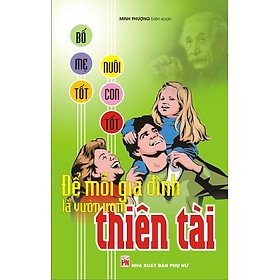 MINH PHƯỢNG biên soạn
BỐ
MẸ
TỐT
NUÔI
CON
TỐT
Để mỗi gia đình
là vườn ươm
thiên tài
NHÀ XUẤT BẢN PHỤ NỮ